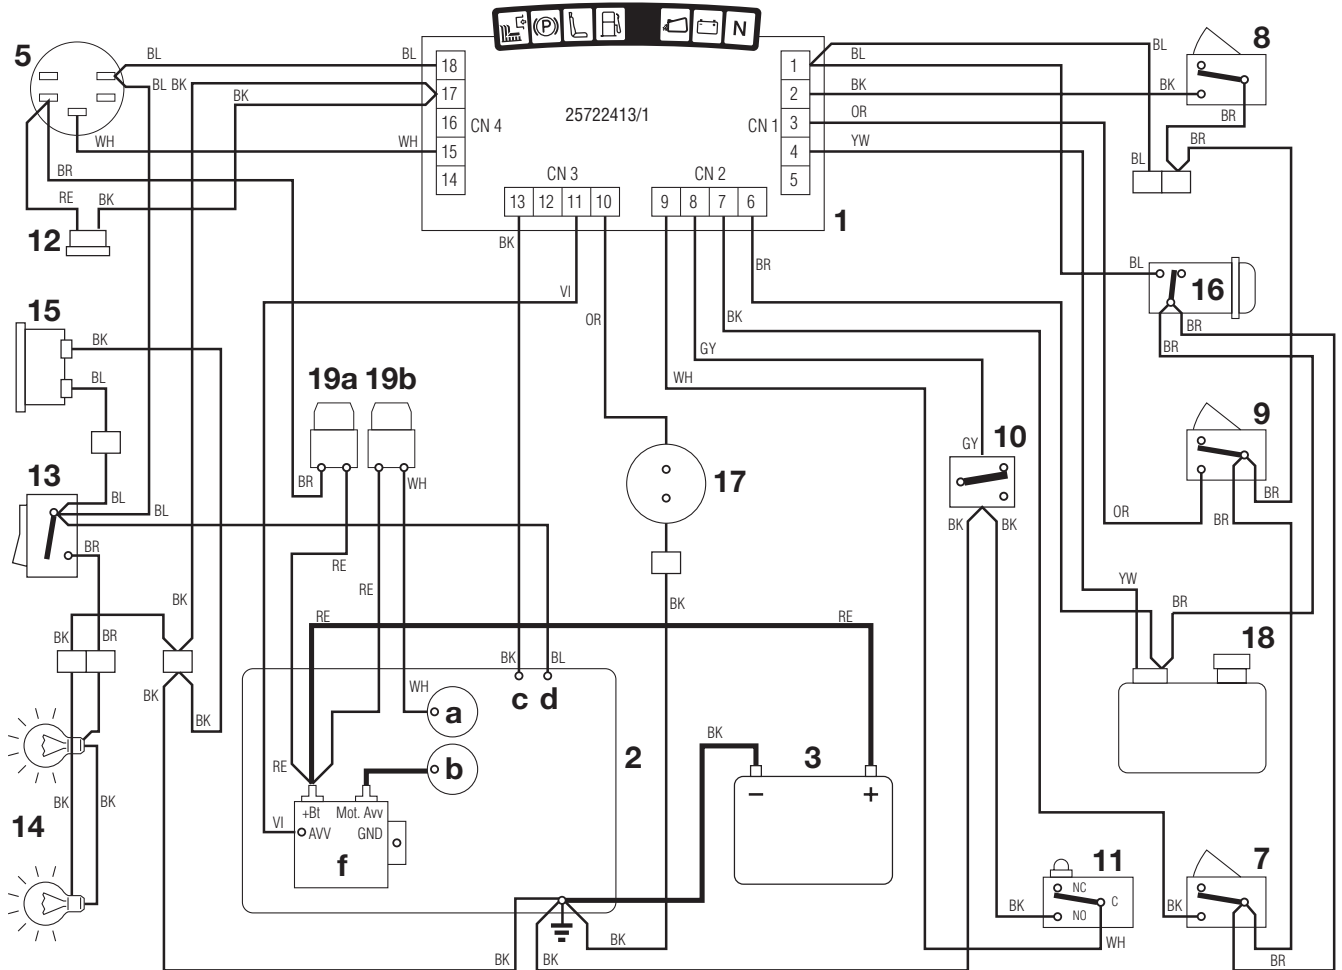 P
N
5
BL
BL
18
1
BL
BL
8
BL
BK
17
2
BK
BK
BK
25722413/1
16
CN 4
CN 1
3
OR
BR
WH
WH
15
4
YW
BR
BR
14
CN 3
CN 2
5
BL
RE
BK
13
12
11
10
9
8
7
6
1
12
BK
BR
BL
16
VI
15
BK
OR
BK
BR
GY
BR
BL
19a
19b
WH
9
10
GY
13
BR
WH
17
BL
BR
BL
OR
BR
BK
BK
BR
RE
YW
BK
RE
BK
BR
BK
BR
RE
RE
18
BK
BL
BK
WH
c
d
a
BK
BK
2
3
b
RE
−
+
BK
BK
+Bt
Mot. Avv
14
VI
AVV
GND
f
11
7
NC
C
BK
NO
BK
BK
WH
BK
BK
BR